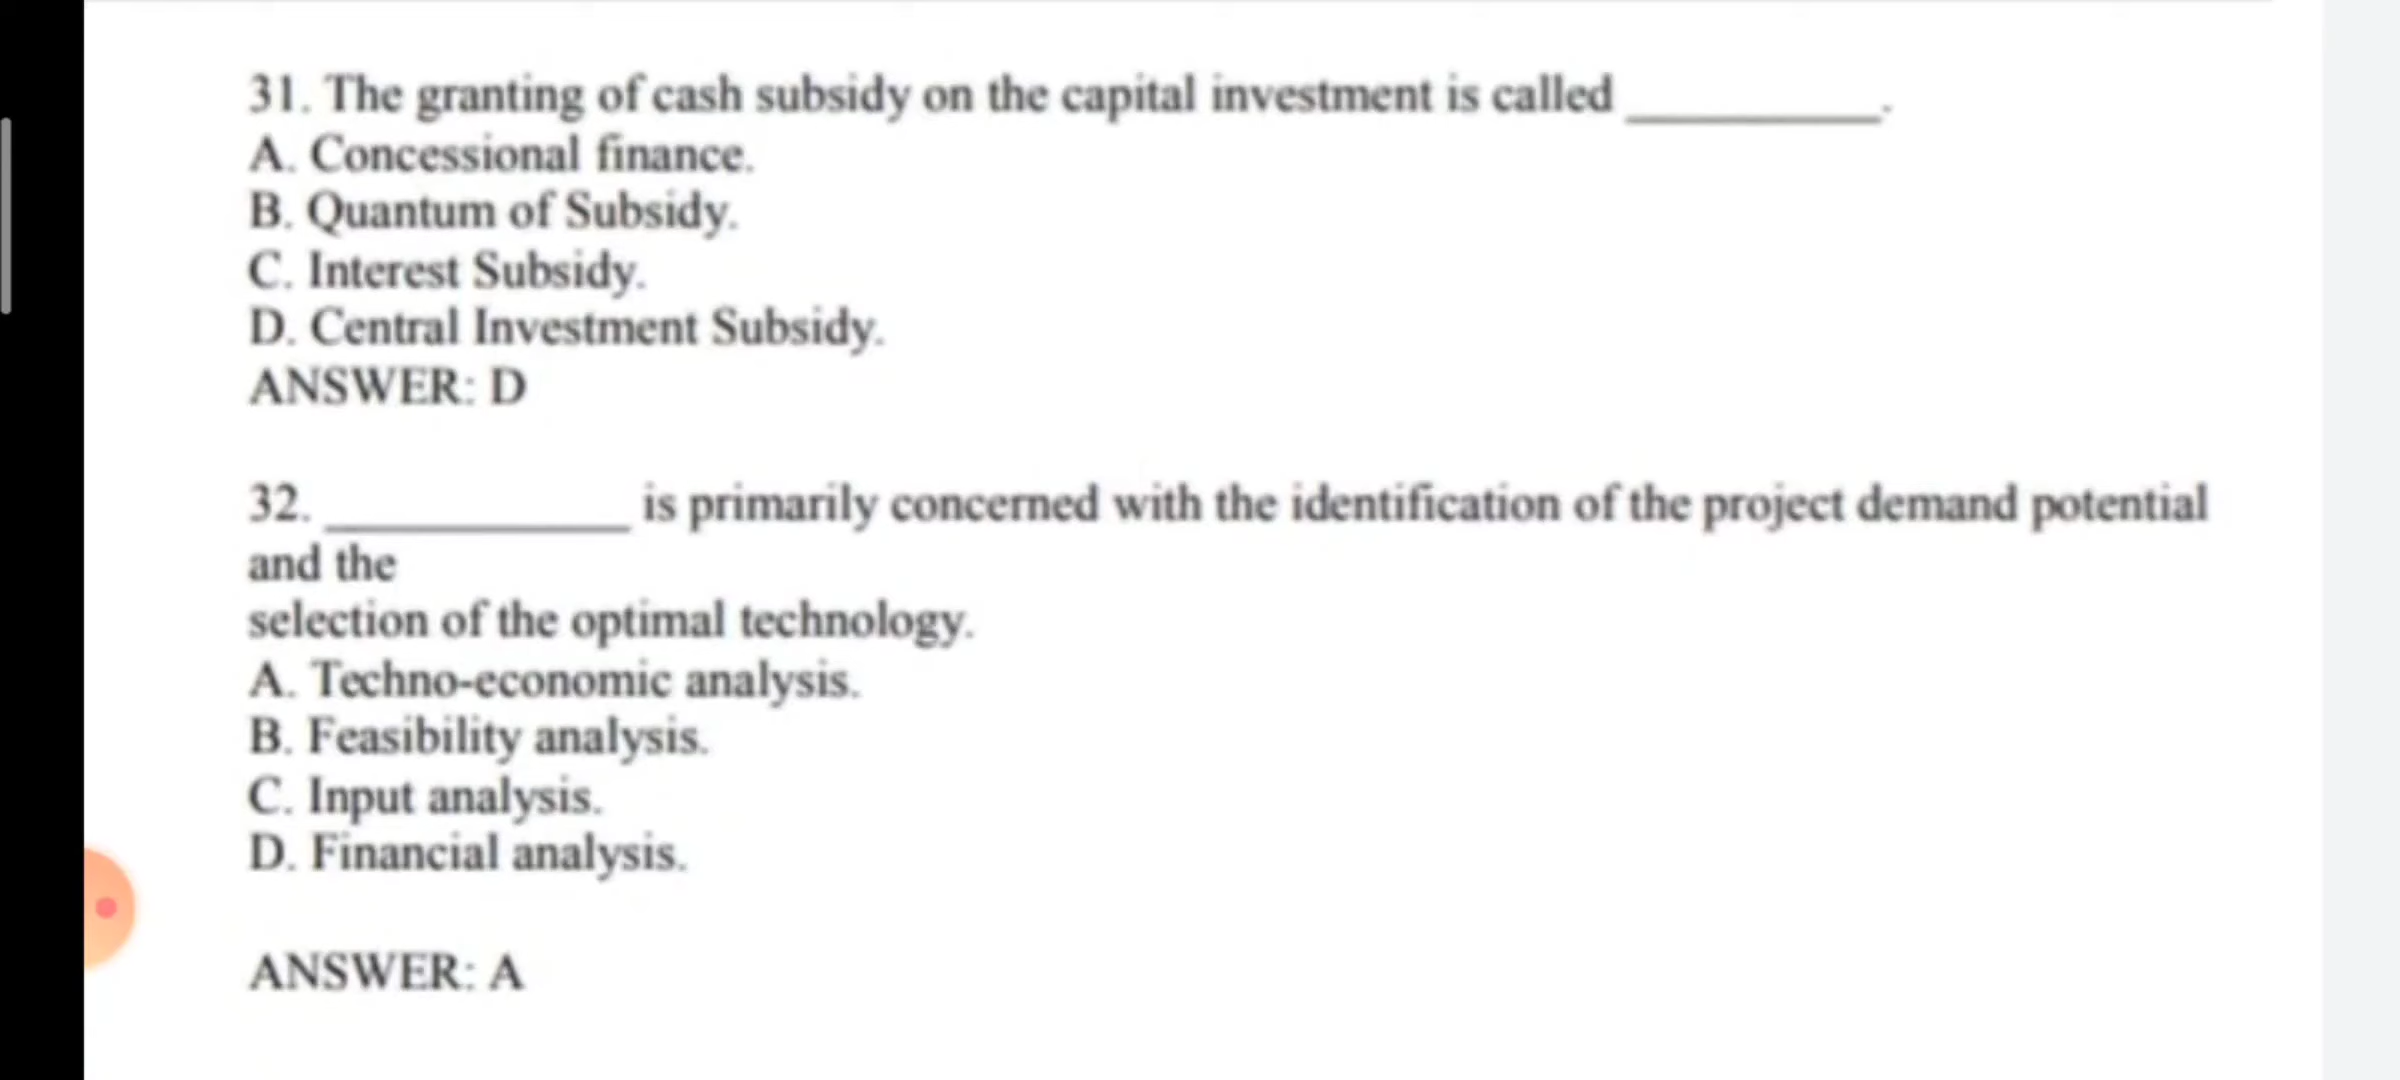 31. The granting of cash subsidy on the capital investment is called __________.
A. Concessional finance.
B. Quantum of Subsidy.
C. Interest Subsidy.
D. Central Investment Subsidy.
ANSWER: D
32. ____________ is primarily concerned with the identification of the project demand potential
and the
selection of the optimal technology.
A. Techno-economic analysis.
B. Feasibility analysis.
C. Input analysis.
D. Financial analysis.
ANSWER: A